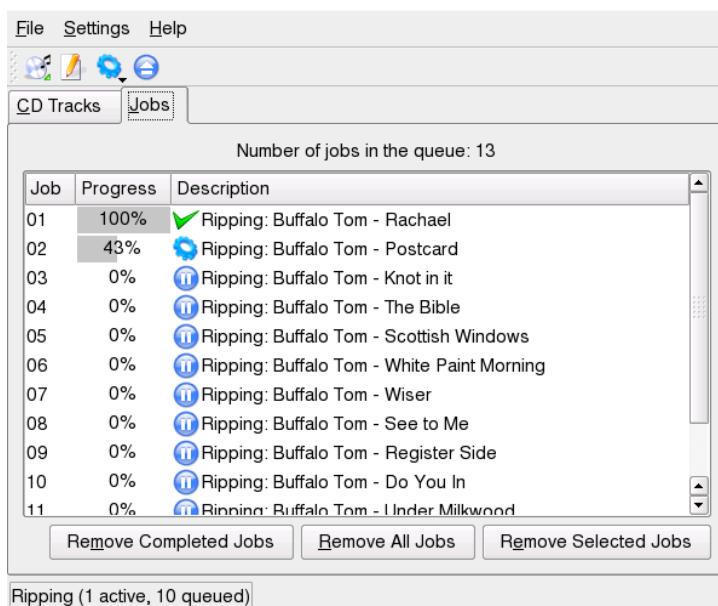 File Settings Help
CD Tracks Jobs
Number of jobs in the queue: 13
Job Progress Description
01 100% Ripping: Buffalo Tom - Rachael
02 43% Ripping: Buffalo Tom - Postcard
03 0% Ripping: Buffalo Tom - Knot in it
04 0% Ripping: Buffalo Tom - The Bible
05 0% Ripping: Buffalo Tom - Scottish Windows
06 0% Ripping: Buffalo Tom - White Paint Morning
07 0% Ripping: Buffalo Tom - Wiser
08 0% Ripping: Buffalo Tom - See to Me
09 0% Ripping: Buffalo Tom - Register Side
10 0% Ripping: Buffalo Tom - Do You In
11 0% Ripping: Buffalo Tom - Under Milkwood
Remove Completed Jobs Remove All Jobs Remove Selected Jobs
Ripping (1 active, 10 queued)